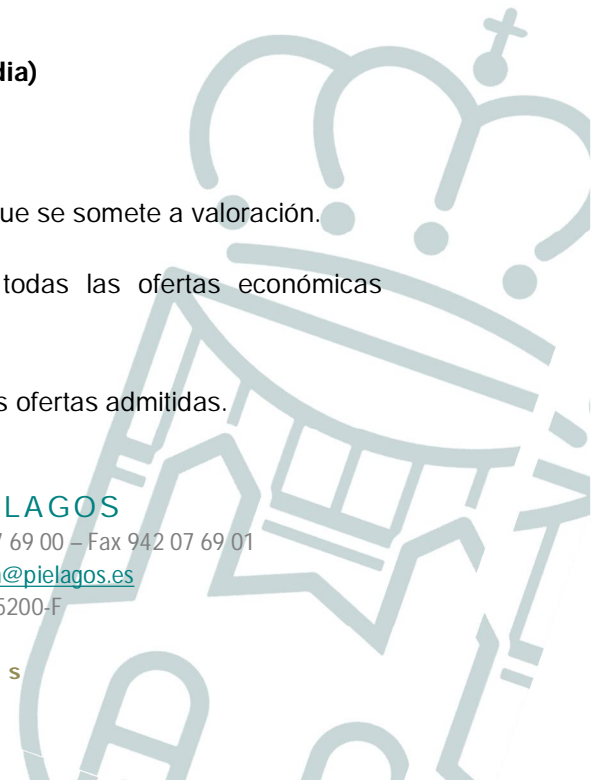 dia)
ue se somete a valoración.
todas las ofertas económicas
s ofertas admitidas.
LAGOS
7 69 00 – Fax 942 07 69 01
@pielagos.es
5200-F
s